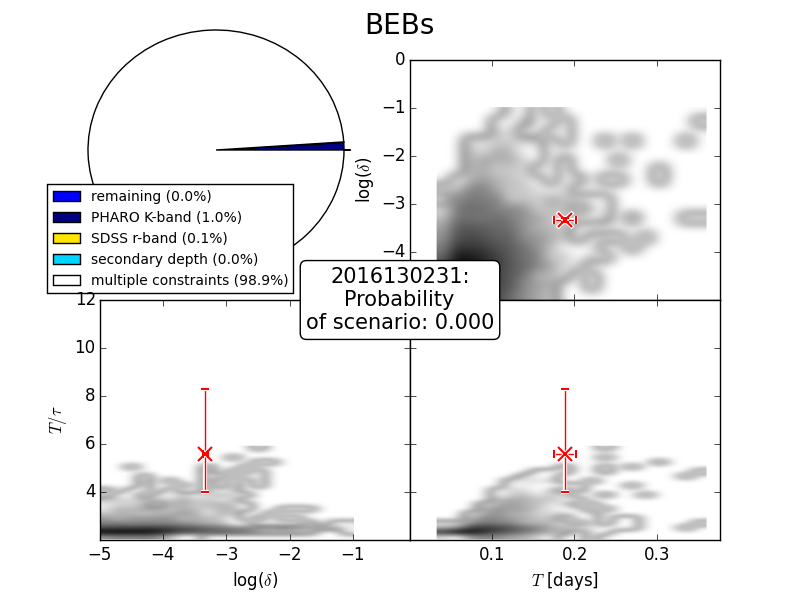 BEBs
remaining (0.0%)
PHARO K-band (1.0%)
SDSS r-band (0.1%)
secondary depth (0.0%)
multiple constraints (98.9%)
0
−1
−2
−3
−4
log(δ)
2016130231:
Probability
of scenario: 0.000
12
10
8
6
4
T/τ
−5 −4 −3 −2 −1
log(δ)
0.1 0.2 0.3
T [days]